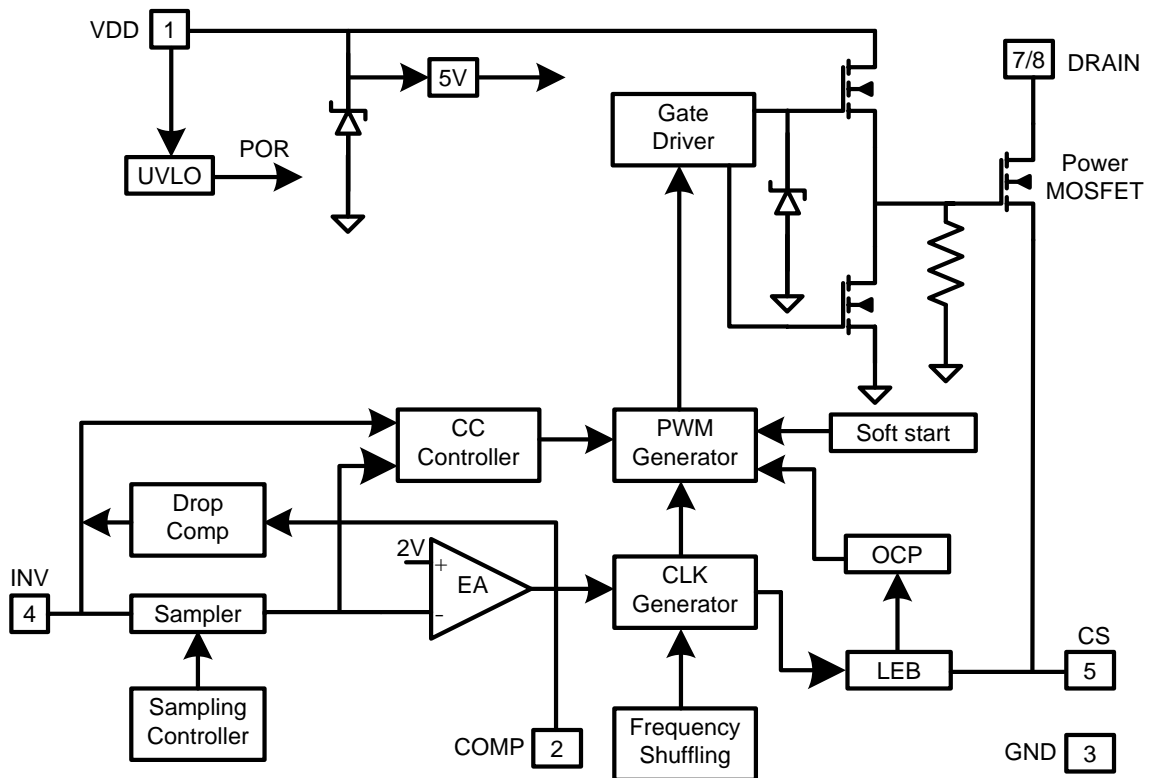 VDD 1
5V
7/8 DRAIN
Gate
Driver
POR
UVLO
Power
MOSFET
CC
Controller
PWM
Generator
Soft start
Drop
Comp
2V
+
EA
-
CLK
Generator
OCP
INV
4
Sampler
CS
5
LEB
Sampling
Controller
COMP 2
Frequency
Shuffling
GND 3